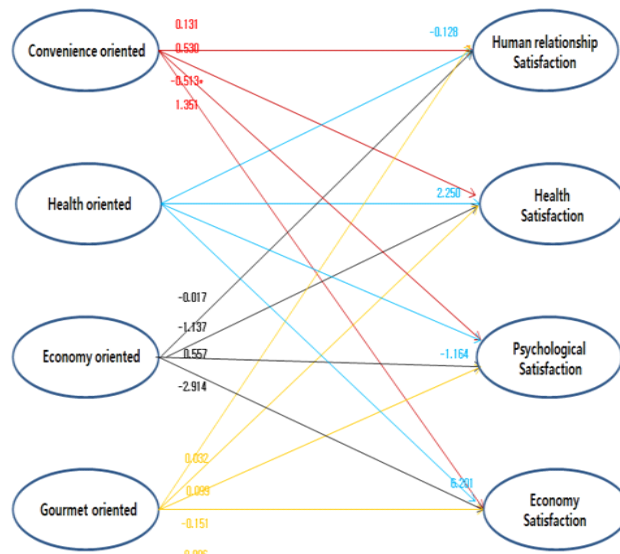 0.131
-0.128
Convenience oriented
0.530
Human relationship
Satisfaction
-0.513*
1.351
Health oriented
2.250
Health
Satisfaction
-0.017
-1.137
Economy oriented
0.557
-1.164
Psychological
Satisfaction
-2.914
0.032
0.099
6.201
Gourmet oriented
-0.151
Economy
Satisfaction